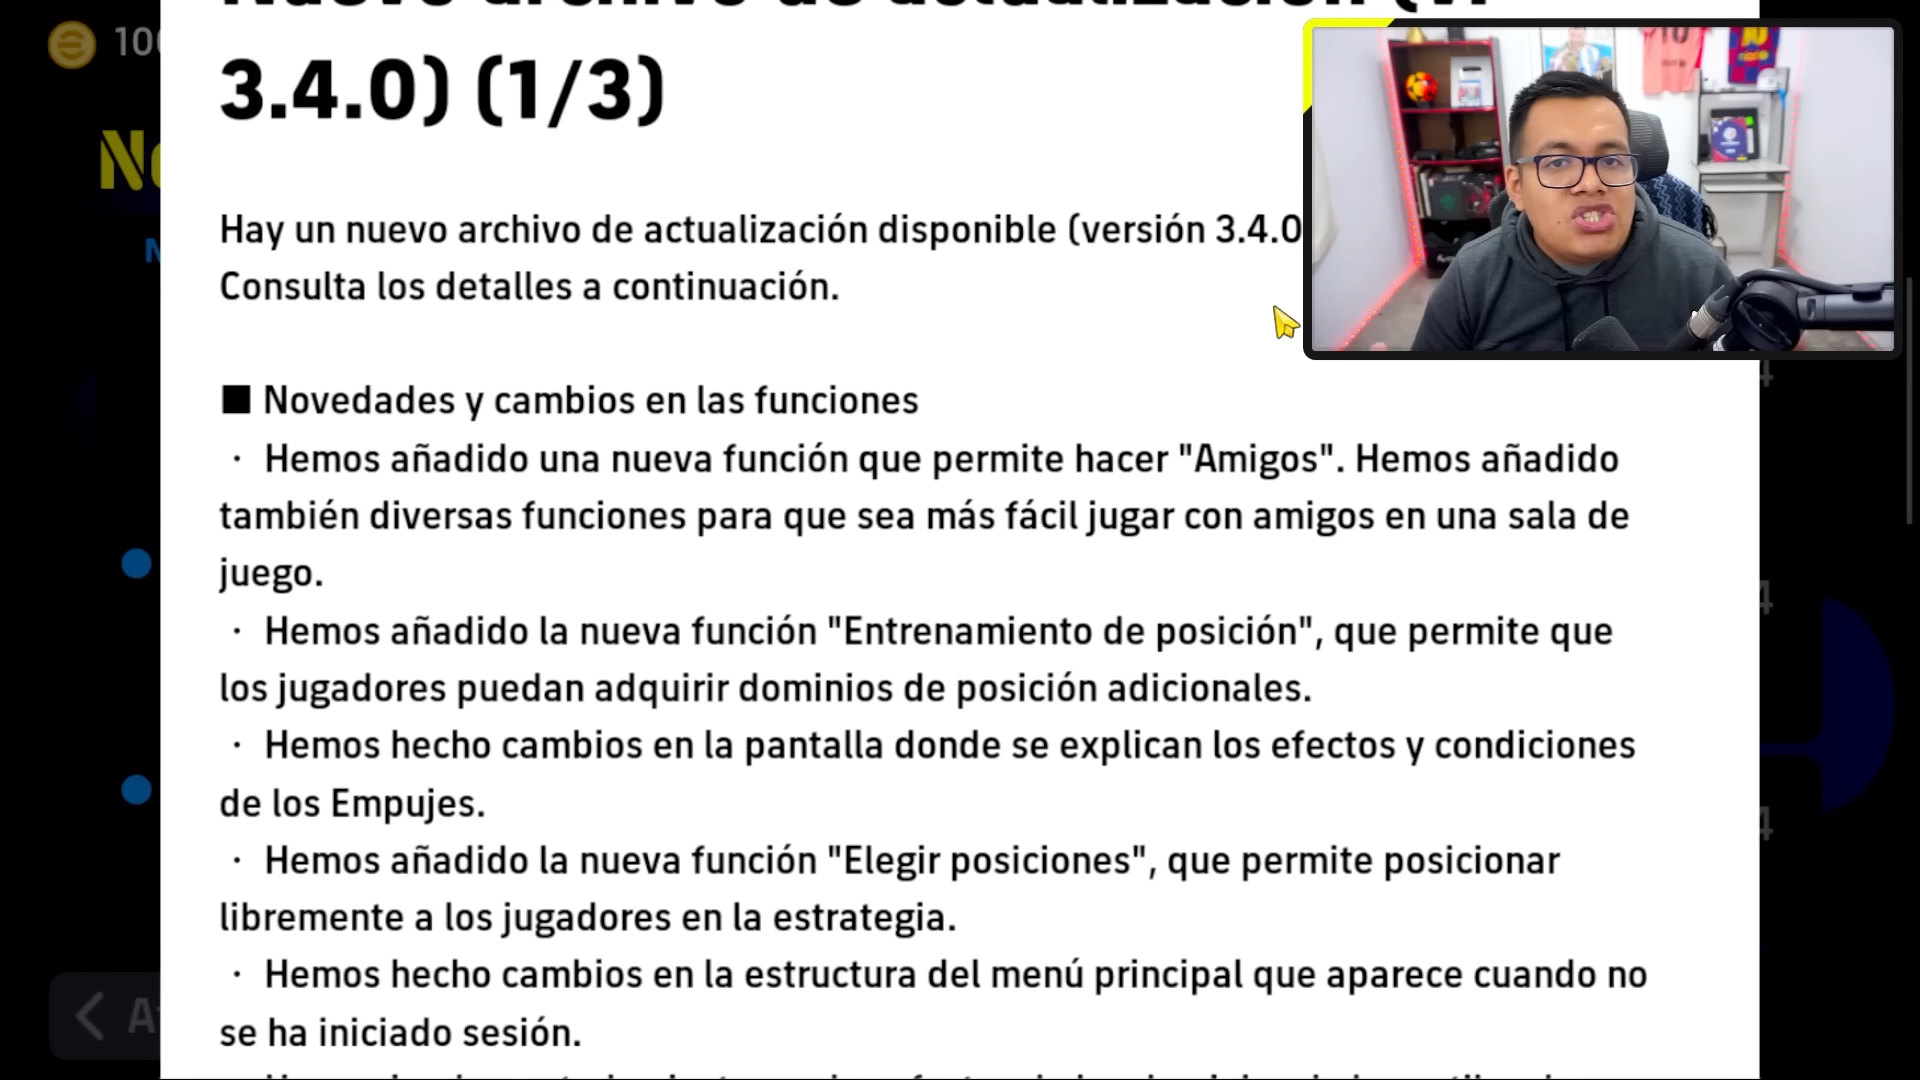 Nuevo archivo de actualización (v.
100
3.4.0) (1/3)
Hay un nuevo archivo de actualización disponible (versión 3.4.0
Consulta los detalles a continuación.
■ Novedades y cambios en las funciones
· Hemos añadido una nueva función que permite hacer "Amigos". Hemos añadido
también diversas funciones para que sea más fácil jugar con amigos en una sala de
juego.
· Hemos añadido la nueva función "Entrenamiento de posición", que permite que
los jugadores puedan adquirir dominios de posición adicionales.
· Hemos hecho cambios en la pantalla donde se explican los efectos y condiciones
de los Empujes.
· Hemos añadido la nueva función "Elegir posiciones", que permite posicionar
libremente a los jugadores en la estrategia.
· Hemos hecho cambios en la estructura del menú principal que aparece cuando no
se ha iniciado sesión.